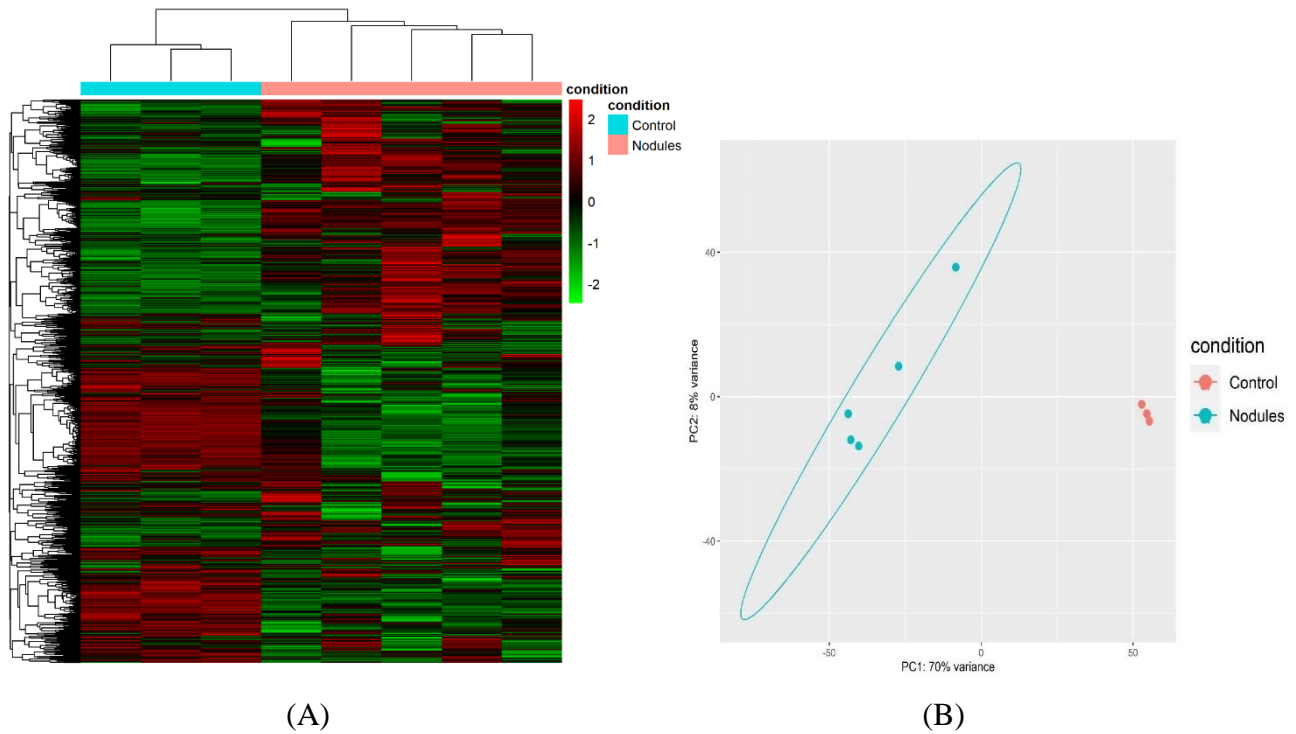 condition
2
1
0
-1
-2
condition
Control
Nodules
40
0
-40
PC2: 8% variance
-50
0
50
PC1: 70% variance
condition
Control
Nodules
(A)
(B)